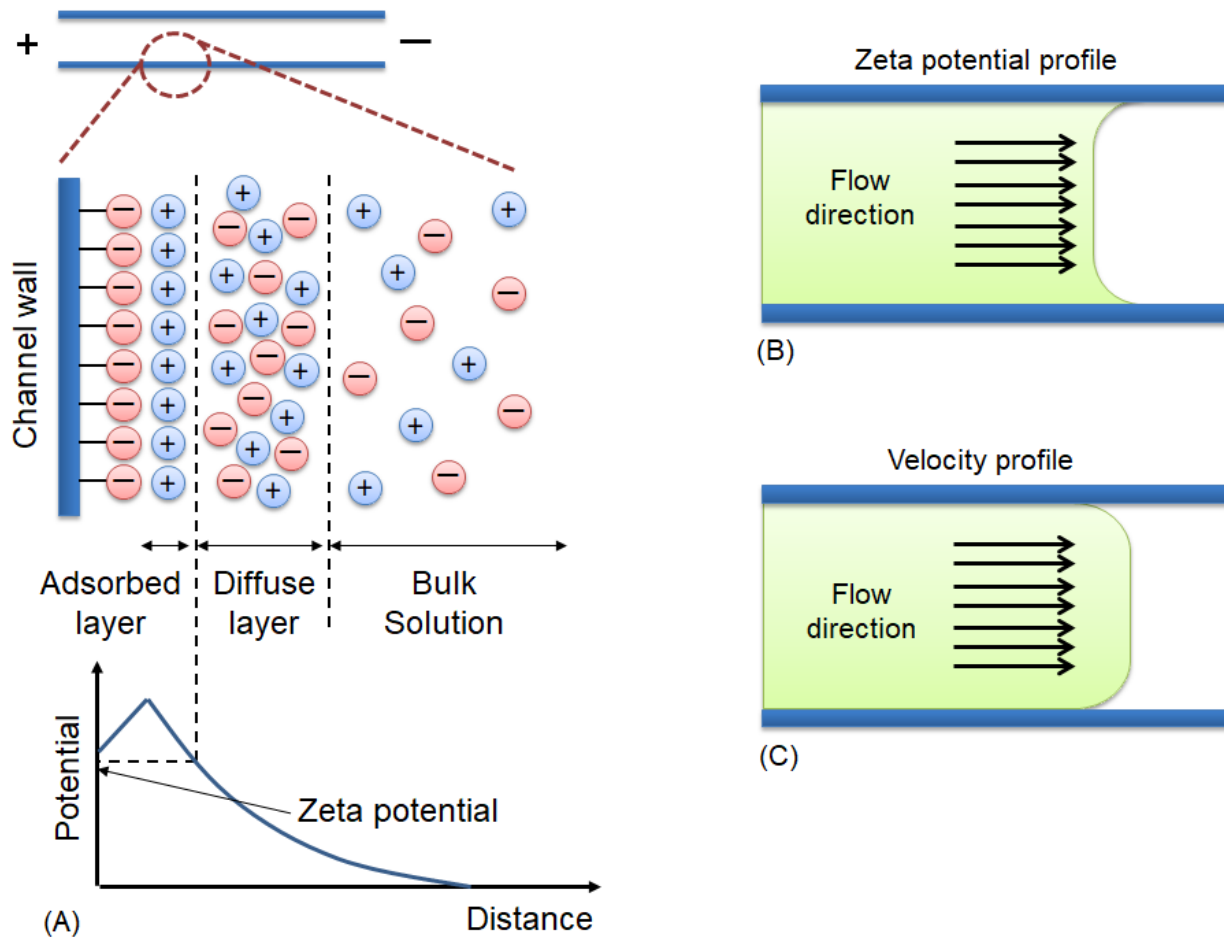 + −
Zeta potential profile
Flow
direction
(B)
Channel wall
− + + − + − + + − +
Velocity profile
Flow
direction
(C)
Adsorbed
layer
Diffuse
layer
Bulk
Solution
Potential
Zeta potential
(A)
Distance